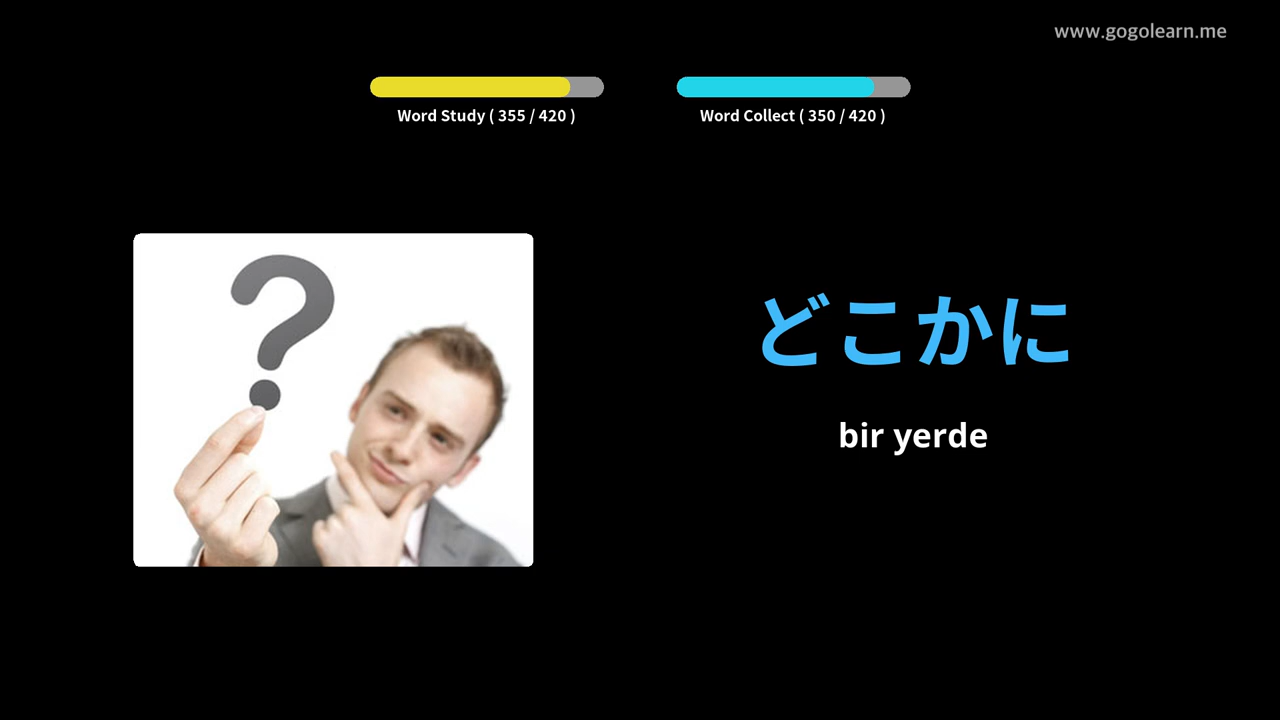 www.gogolearn.me
Word Study ( 355 / 420 )
Word Collect ( 350 / 420 )
どこかに
bir yerde